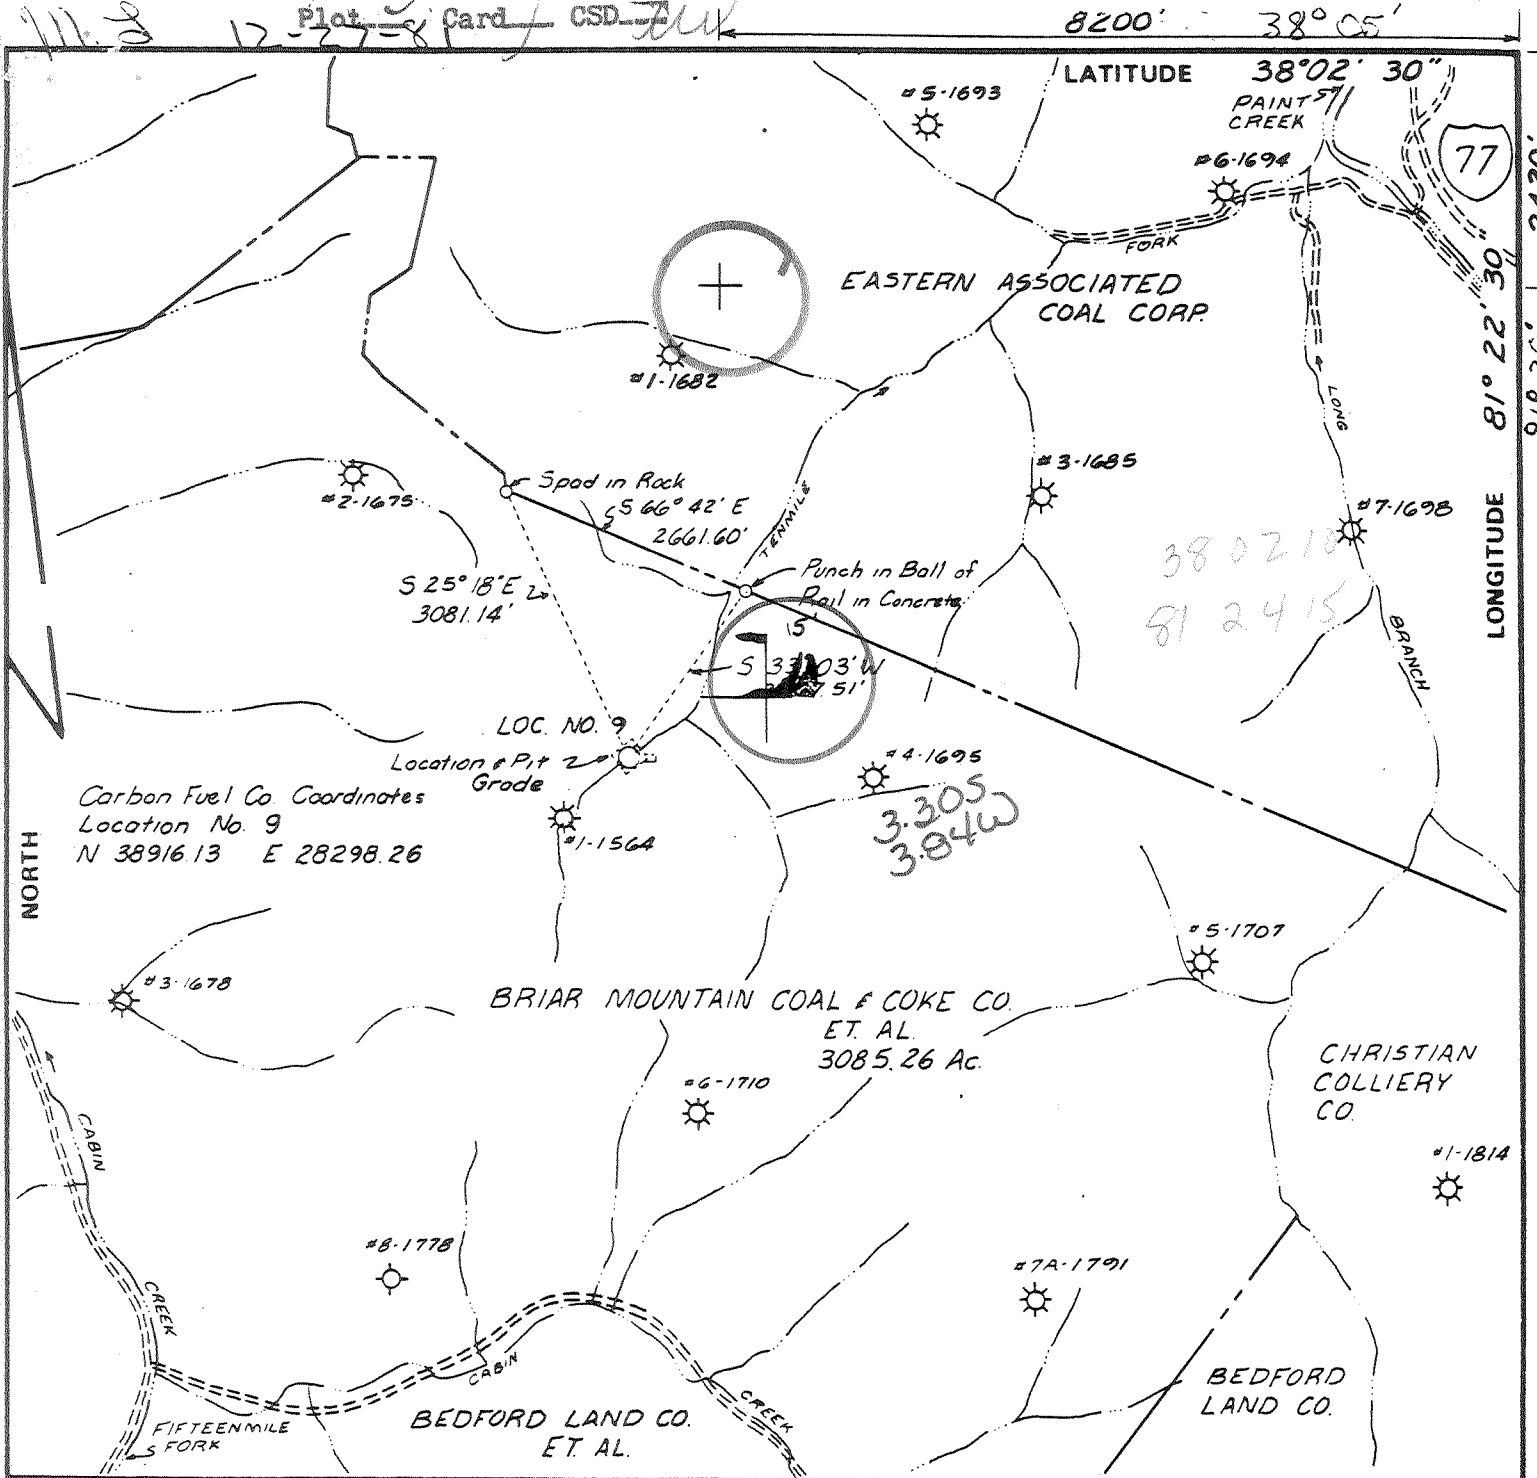 Plot Card CSD
8200' 38° 05'
LATITUDE 38°02' 30"
#5-1693
PAINT
CREEK
#6-1694
77
FORK
EASTERN ASSOCIATED
COAL CORP.
81° 22' 30"
LONGITUDE
#1-1682
LONG
#3-1685
Spad in Rock
#2-1675
S 66° 42' E
2661.60'
TENMILE
#7-1698
380210
81 2415
S 25° 18' E
3081.14'
Punch in Ball of
Rail in Concrete
15'
BRANCH
LOC. NO. 9
Location & Pit
Grade
#4-1695
3.30S
3.84W
Carbon Fuel Co. Coordinates
Location No. 9
N 38916.13 E 28298.26
#1-1564
NORTH
#5-1707
#3-1678
BRIAR MOUNTAIN COAL & COKE CO.
ET. AL.
3085.26 Ac.
CHRISTIAN
COLLIERY
CO.
#6-1710
CABIN
#1-1814
#8-1778
#7A-1791
CREEK
CABIN
CREEK
BEDFORD
LAND CO.
FIFTEENMILE
FORK
BEDFORD LAND CO.
ET. AL.